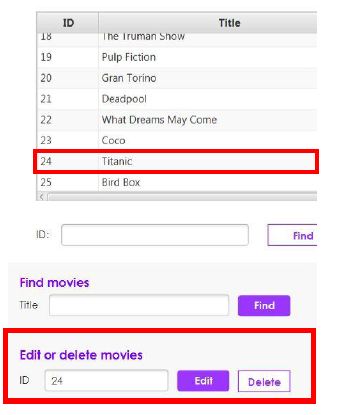 ID Title
18 The Truman Show
19 Pulp Fiction
20 Gran Torino
21 Deadpool
22 What Dreams May Come
23 Coco
24 Titanic
25 Bird Box
ID: Find
Find movies
Title Find
Edit or delete movies
ID 24 Edit Delete